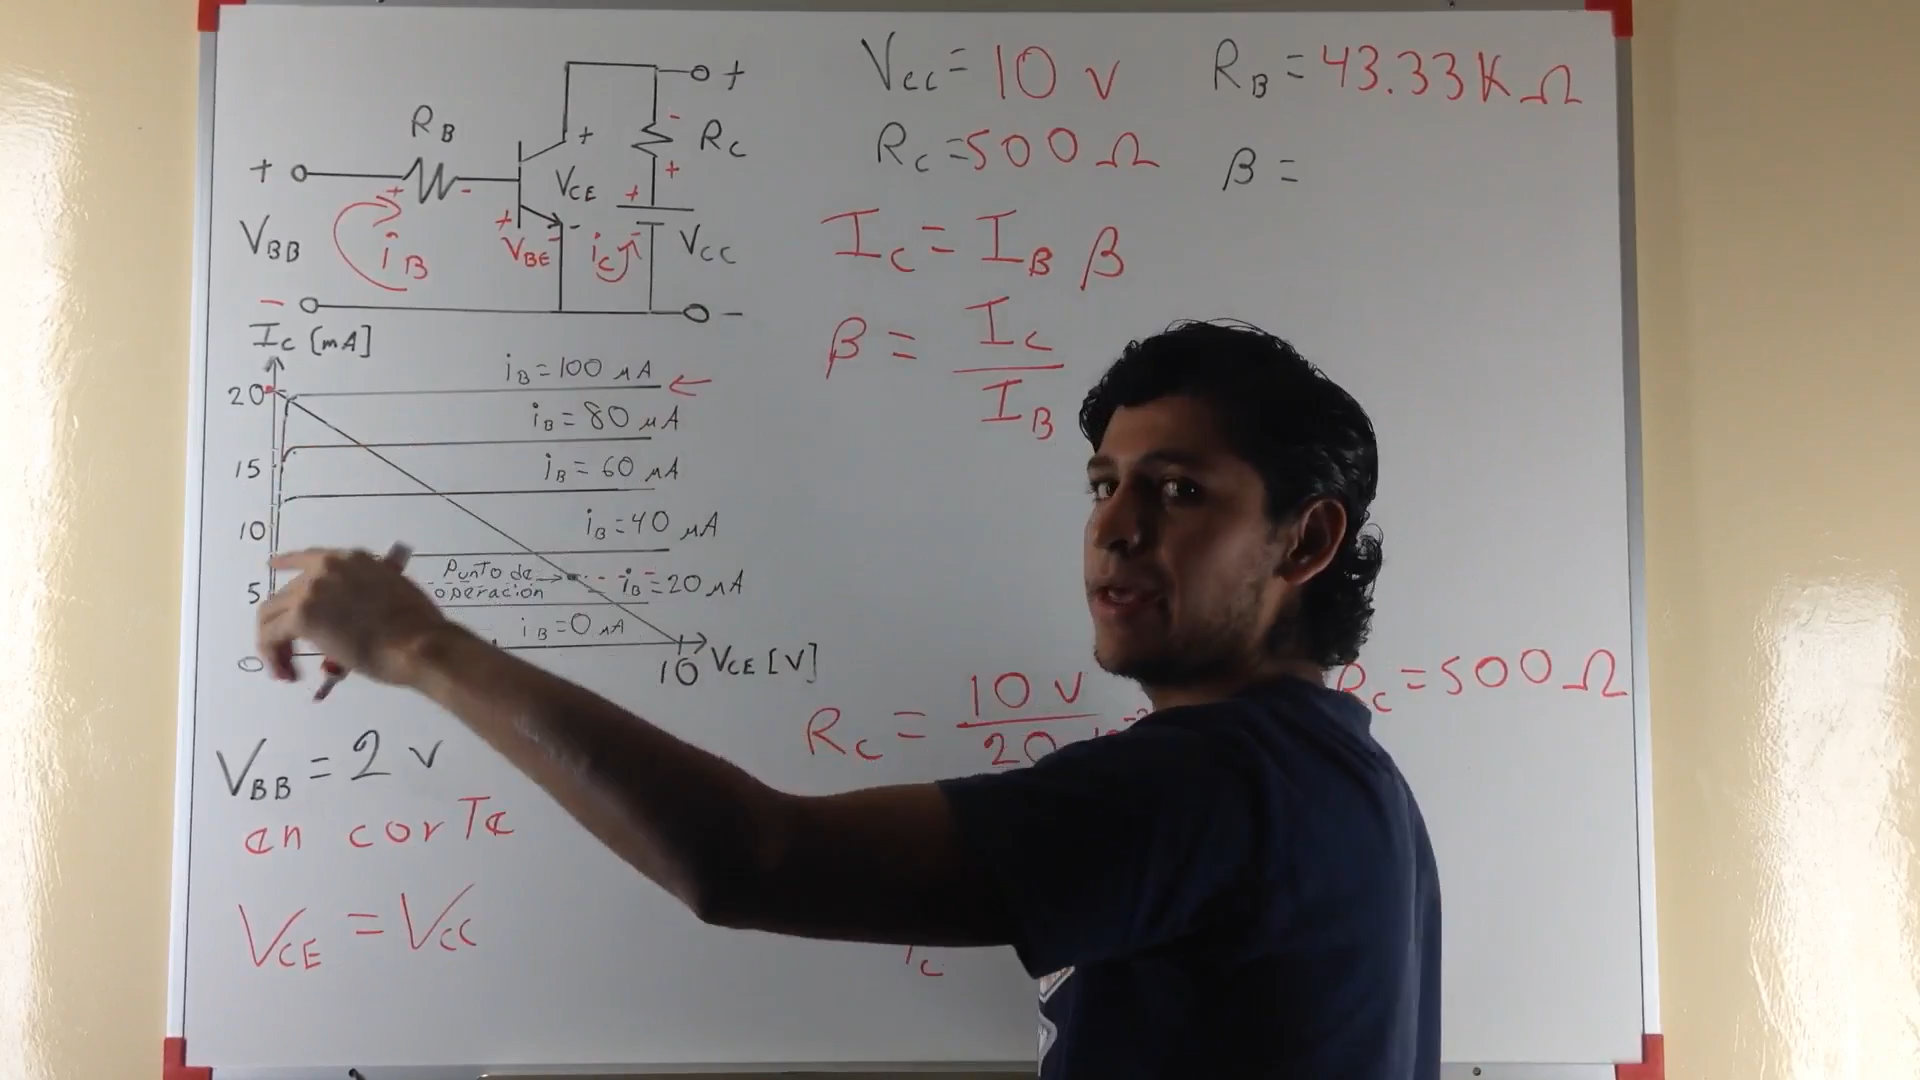 +
R_B
+
+
-
V_BB
i_B
-
+
V_CE
-
+
V_BE
-
+
-
R_C
+
+
-
i_C
V_CC
-
V_CC = 10 V
R_B = 43.33 K Ω
R_C = 500 Ω
β =
I_C = I_B β
β = I_C / I_B
I_C [mA]
20
15
10
5
0
i_B = 100 μA ←
i_B = 80 μA
i_B = 60 μA
i_B = 40 μA
Punto de
operación
i_B = 20 μA
i_B = 0 μA
10
V_CE [V]
V_BB = 2 V
en corte
V_CE = V_CC
R_C = 10 V / 20
R_C = 500 Ω